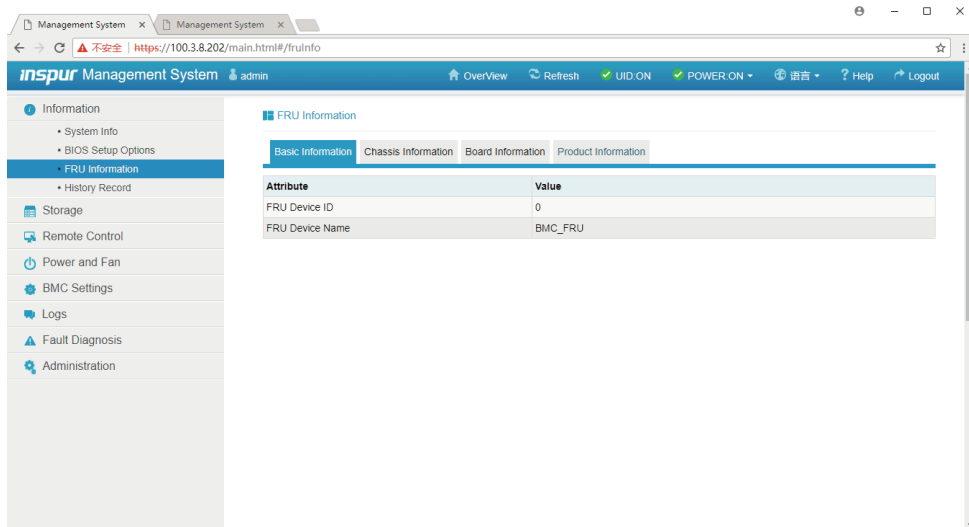 Management System
Management System
不安全 | https://100.3.8.202/main.html#/fruInfo
inspur Management System admin OverView Refresh UID:ON POWER:ON 语言 Help Logout
Information
• System Info
• BIOS Setup Options
• FRU Information
• History Record
Storage
Remote Control
Power and Fan
BMC Settings
Logs
Fault Diagnosis
Administration
FRU Information
Basic Information Chassis Information Board Information Product Information
Attribute Value
FRU Device ID 0
FRU Device Name BMC_FRU